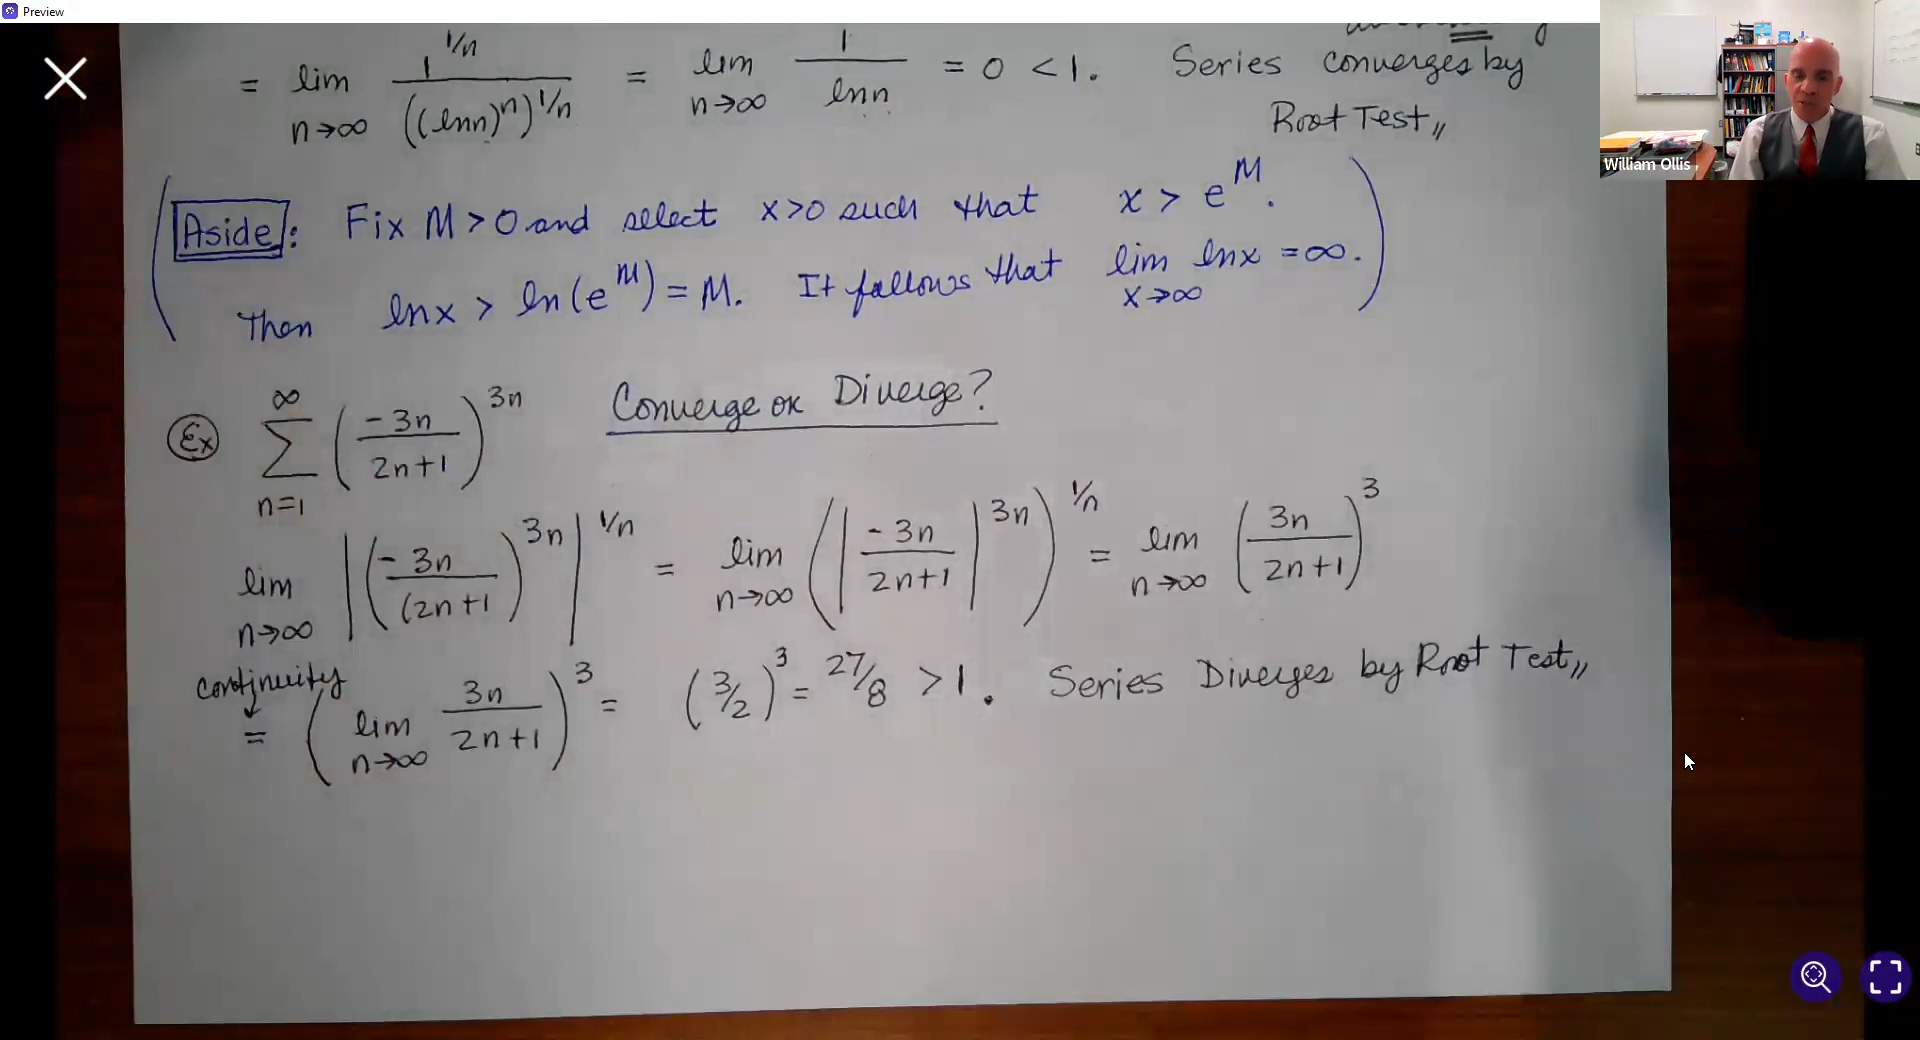 Preview
William Ollis
= lim n→∞ 1^{1/n} / ((ln n)^n)^{1/n} = lim n→∞ 1 / ln n = 0 < 1. Series converges by
Root Test,,
Aside: Fix M > 0 and select x > 0 such that x > e^M.
Then ln x > ln(e^M) = M. It follows that lim x→∞ ln x = ∞.
Ex ∑ n=1 ∞ (-3n / 2n+1)^{3n} Converge or Diverge?
lim n→∞ |(-3n / (2n+1)^{3n}|^{1/n} = lim n→∞ (|-3n / 2n+1|^{3n})^{1/n} = lim n→∞ (3n / 2n+1)^3
continuity
= (lim n→∞ 3n / 2n+1)^3 = (3/2)^3 = 27/8 > 1. Series Diverges by Root Test,,